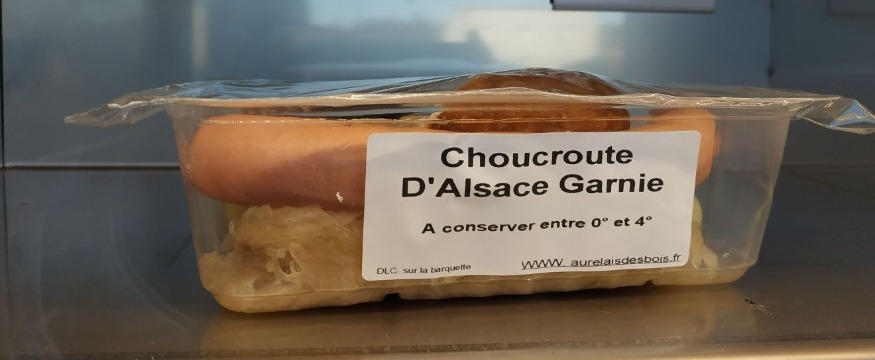 Choucroute
D'Alsace Garnie
A conserver entre 0° et 4°
DLC sur la barquette
WWW. aurelaisdesbois.fr